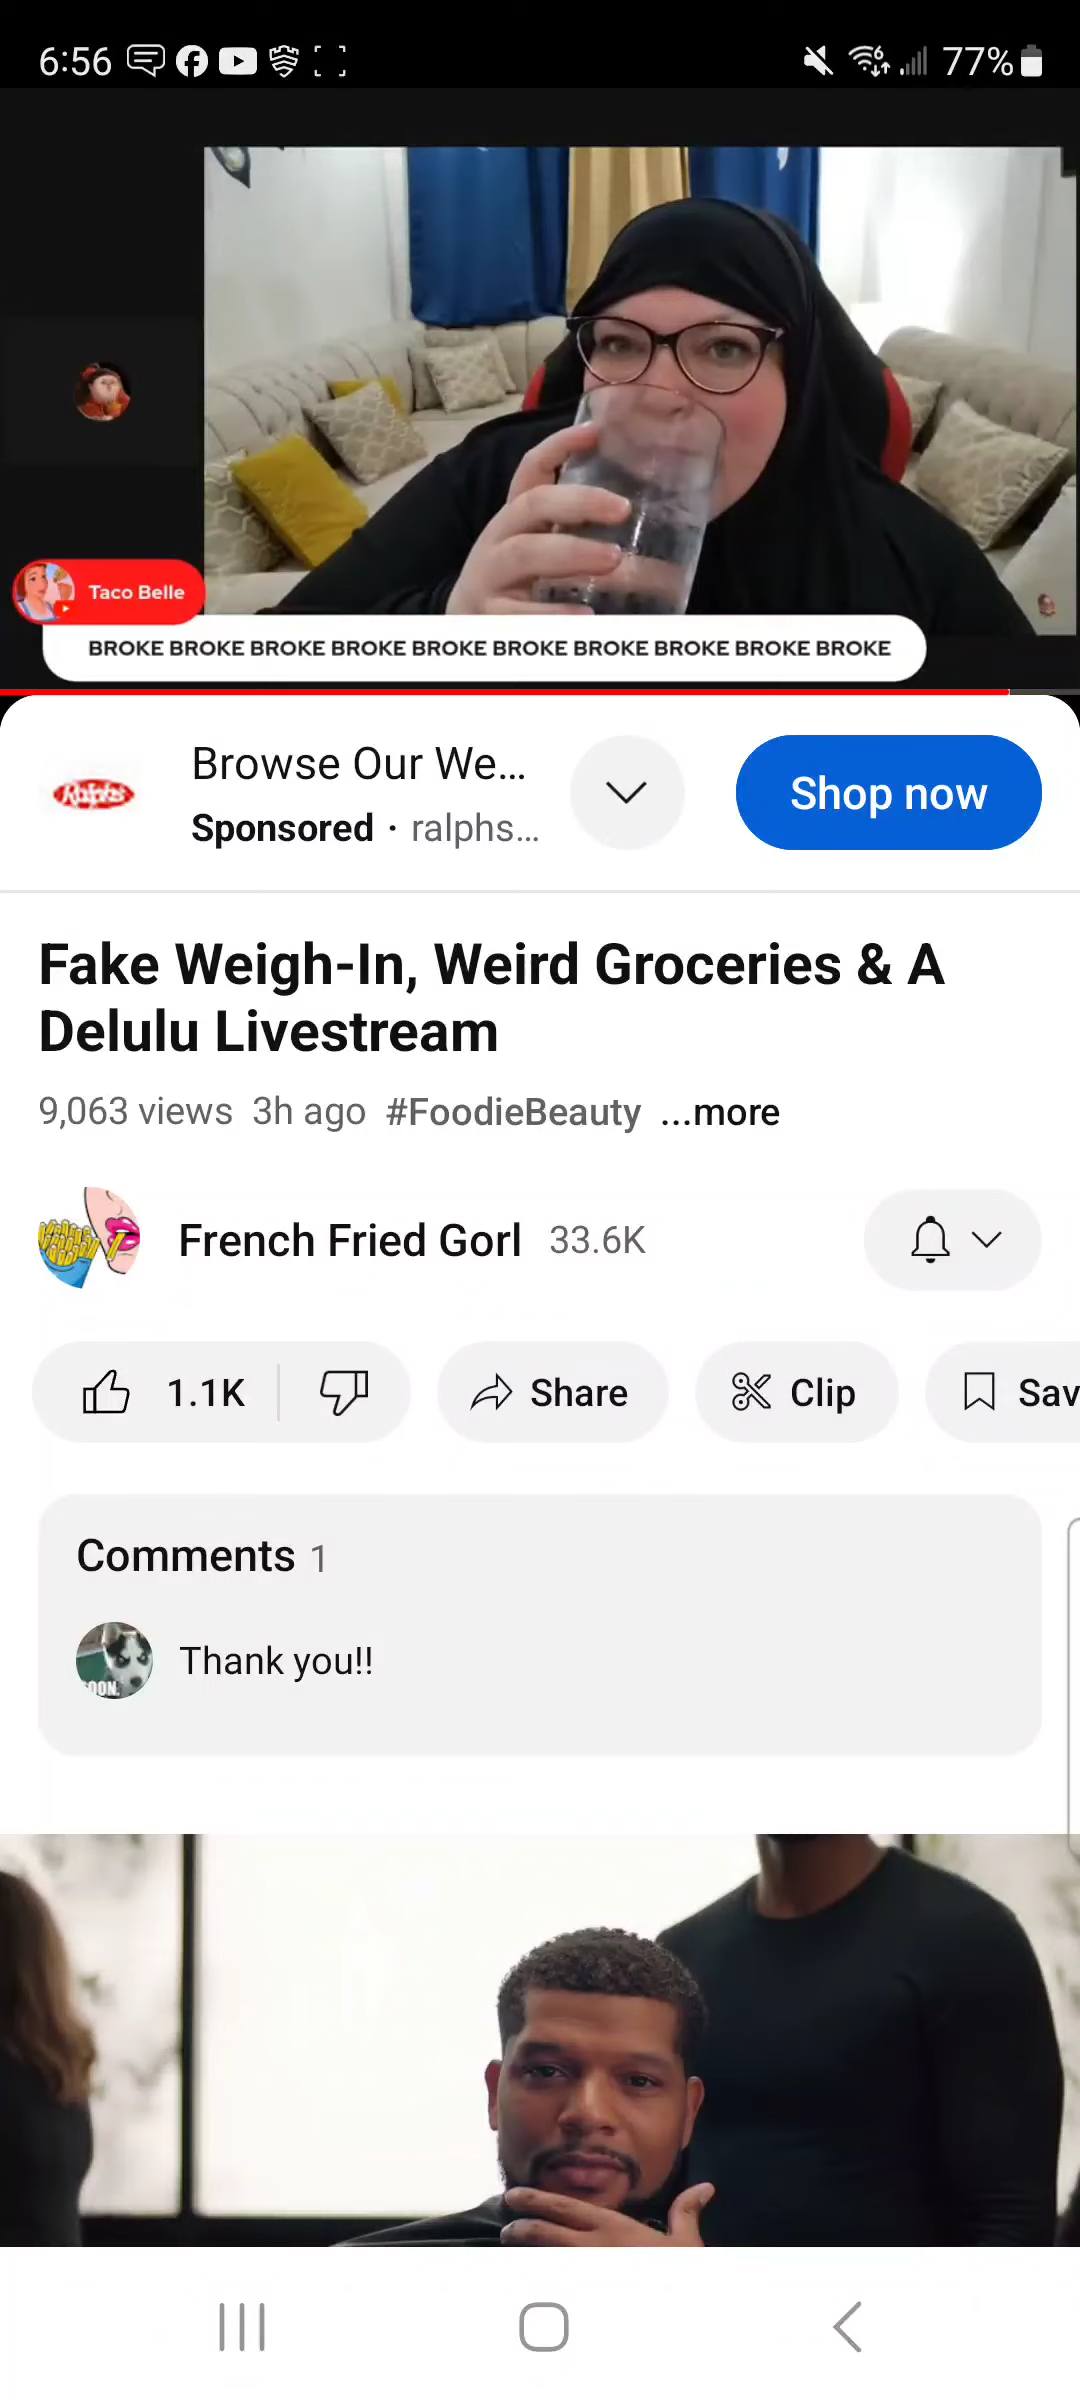 6:56
77%
Taco Belle
BROKE BROKE BROKE BROKE BROKE BROKE BROKE BROKE BROKE BROKE
Ralphs
Browse Our We...
Sponsored · ralphs...
Shop now
Fake Weigh-In, Weird Groceries & A
Delulu Livestream
9,063 views 3h ago #FoodieBeauty ...more
French Fried Gorl 33.6K
1.1K
Share
Clip
Sav
Comments 1
OON.
Thank you!!